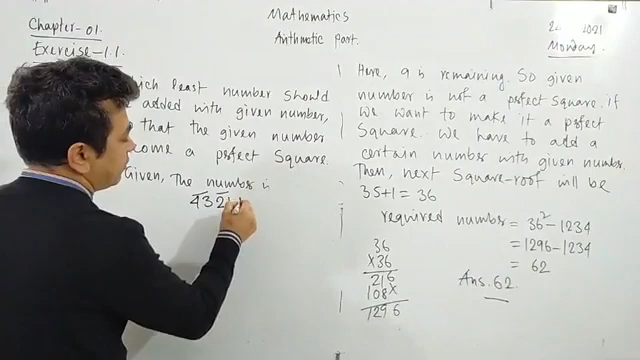 Mathematics
Arithmetic part.
Chapter-01
Exercise-1.1
2021
Monday
least number should
added with given number,
that the given number
a perfect Square.
Given, The number is
4321
Here, 9 is remaining. So given
number is not a perfect square. if
We want to make it a perfect
Square. We have to add a
certain number with given number.
Then, next Square-root will be
35+1 = 36
required number = 36² - 1234
= 1296 - 1234
= 62
Ans. 62.
36
×36
216
108×
1296